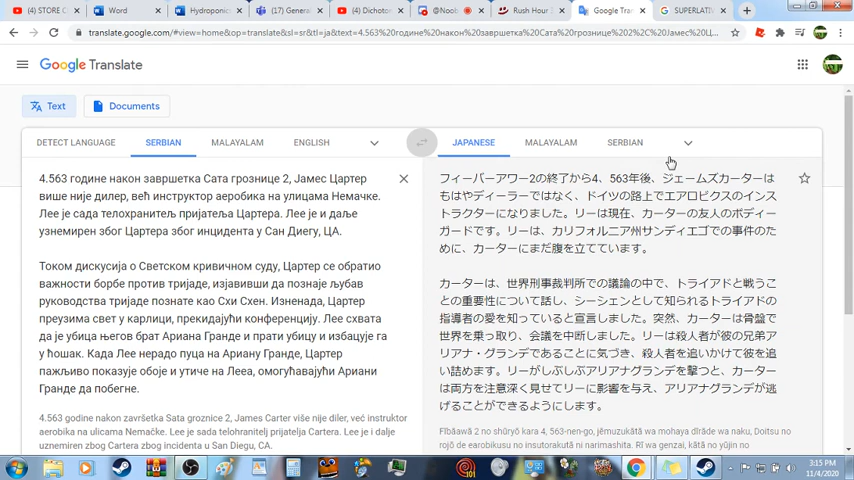 (4) STORE C
Word
Hydroponic
(17) Genera
(4) Dichoto
@Noob
Rush Hour
Google Tra
SUPERLATIV
translate.google.com/#view=home&op=translate&sl=sr&tl=ja&text=4.563%20године%20након%20завршетка%20Сата%20грознице%202%2C%20Јамес%20Ц...
Google Translate
Text
Documents
DETECT LANGUAGE SERBIAN MALAYALAM ENGLISH
JAPANESE MALAYALAM SERBIAN
4.563 године након завршетка Сата грознице 2, Јамес Цартер
више није дилер, већ инструктор аеробика на улицама Немачке.
Лее је сада телохранитељ пријатеља Цартера. Лее је и даље
узнемирен због Цартера због инцидента у Сан Диегу, ЦА.
Током дискусија о Светском кривичном суду, Цартер се обратио
важности борбе против тријаде, изјавивши да познаје љубав
руководства тријаде познате као Схи Схен. Изненада, Цартер
преузима свет у карлици, прекидајући конференцију. Лее схвата
да је убица његов брат Ариана Гранде и прати убицу и избацује га
у ћошак. Када Лее нерадо пуца на Ариану Гранде, Цартер
пажљиво показује обоје и утиче на Лееа, омогућавајући Ариани
Гранде да побегне.
4.563 godine nakon završetka Sata groznice 2, James Carter više nije diler, već instruktor
aerobika na ulicama Nemačke. Lee je sada telohranitelj prijatelja Cartera. Lee je i dalje
uznemiren zbog Cartera zbog incidenta u San Diegu, CA.
フィーバーアワー2の終了から4、563年後、ジェームズカーターは
もはやディーラーではなく、ドイツの路上でエアロビクスのインス
トラクターになりました。リーは現在、カーターの友人のボディー
ガードです。リーは、カリフォルニア州サンディエゴでの事件のた
めに、カーターにまだ腹を立てています。
カーターは、世界刑事裁判所での議論の中で、トライアドと戦うこ
との重要性について話し、シーシェンとして知られるトライアドの
指導者の愛を知っていると宣言しました。突然、カーターは骨盤で
世界を乗っ取り、会議を中断しました。リーは殺人者が彼の兄弟ア
リアナ・グランデであることに気づき、殺人者を追いかけて彼を追
い詰めます。リーがしぶしぶアリアナグランデを撃つと、カーター
は両方を注意深く見せてリーに影響を与え、アリアナグランデが逃
げることができるようにします。
Fībāawā 2 no shūryō kara 4, 563-nen-go, jēmuzukātā wa mohaya dīrāde wa naku, Doitsu no
rojō de earobikusu no insutorakutā ni narimashita. Rī wa genzai, kātā no yūjin no
3:15 PM
11/4/2020